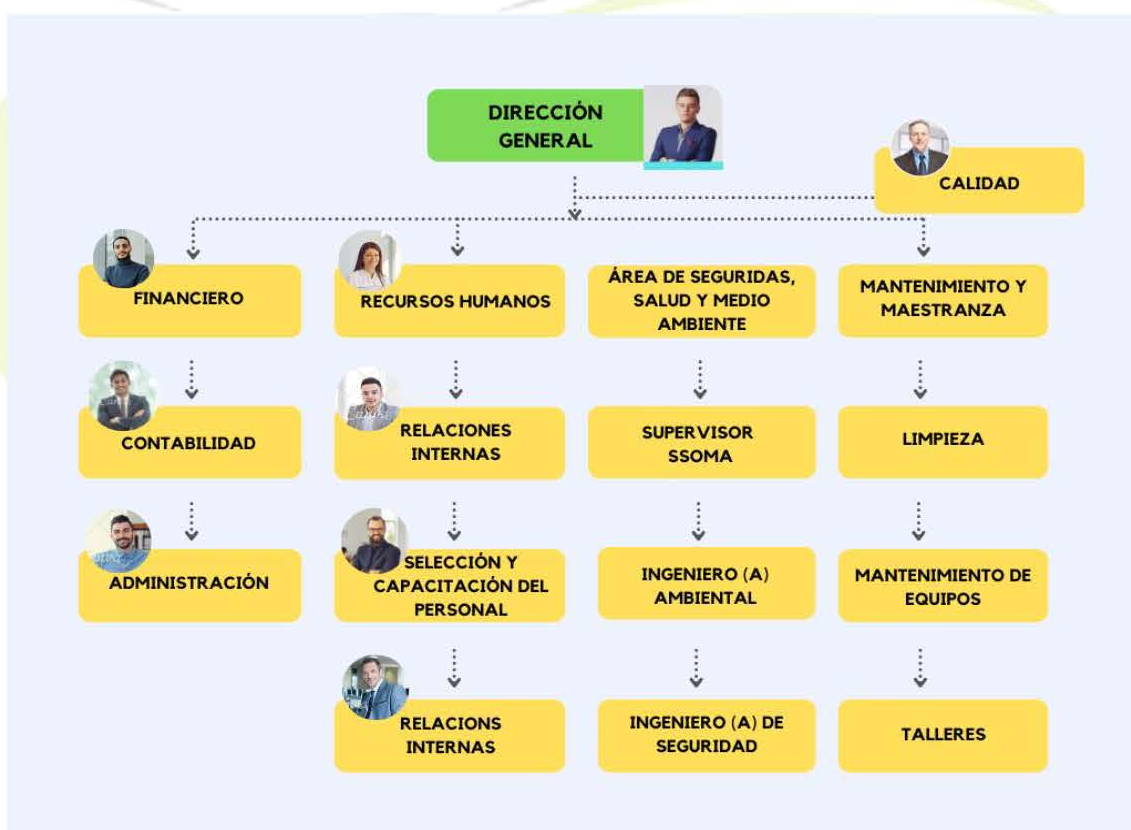 DIRECCIÓN
GENERAL
CALIDAD
FINANCIERO
RECURSOS HUMANOS
ÁREA DE SEGURIDAS,
SALUD Y MEDIO
AMBIENTE
MANTENIMIENTO Y
MAESTRANZA
CONTABILIDAD
RELACIONES
INTERNAS
SUPERVISOR
SSOMA
LIMPIEZA
ADMINISTRACIÓN
SELECCIÓN Y
CAPACITACIÓN DEL
PERSONAL
INGENIERO (A)
AMBIENTAL
MANTENIMIENTO DE
EQUIPOS
RELACIONS
INTERNAS
INGENIERO (A) DE
SEGURIDAD
TALLERES